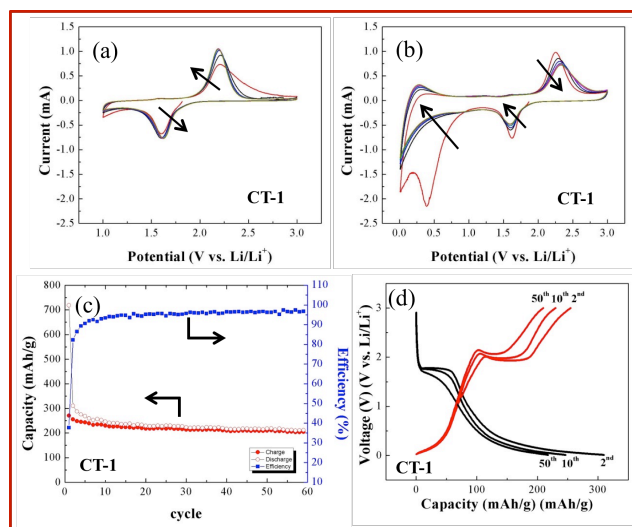 (a)
1.0
0.5
0.0
-0.5
-1.0
-1.5
-2.0
-2.5
Current (mA)
CT-1
1.0 1.5 2.0 2.5 3.0
Potential (V vs. Li/Li+)
(b)
1.0
0.5
0.0
-0.5
-1.0
-1.5
-2.0
-2.5
Current (mA)
CT-1
0.0 0.5 1.0 1.5 2.0 2.5 3.0
Potential (V vs. Li/Li+)
(c)
800
700
600
500
400
300
200
100
0
Capacity (mAh/g)
110
100
90
80
70
60
50
40
30
20
10
Efficiency (%)
CT-1
Charge
Discharge
Efficiency
0 10 20 30 40 50 60
cycle
(d)
50th 10th 2nd
3
2
1
0
Voltage (V) (V vs. Li/Li+)
CT-1
50th 10th 2nd
0 100 200 300
Capacity (mAh/g) (mAh/g)